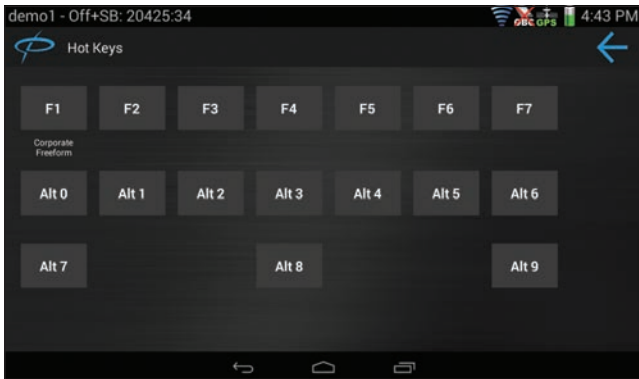 demo1 - Off+SB: 20425:34
OBC GPS 4:43 PM
Hot Keys
F1 F2 F3 F4 F5 F6 F7
Corporate
Freeform
Alt 0 Alt 1 Alt 2 Alt 3 Alt 4 Alt 5 Alt 6
Alt 7 Alt 8 Alt 9